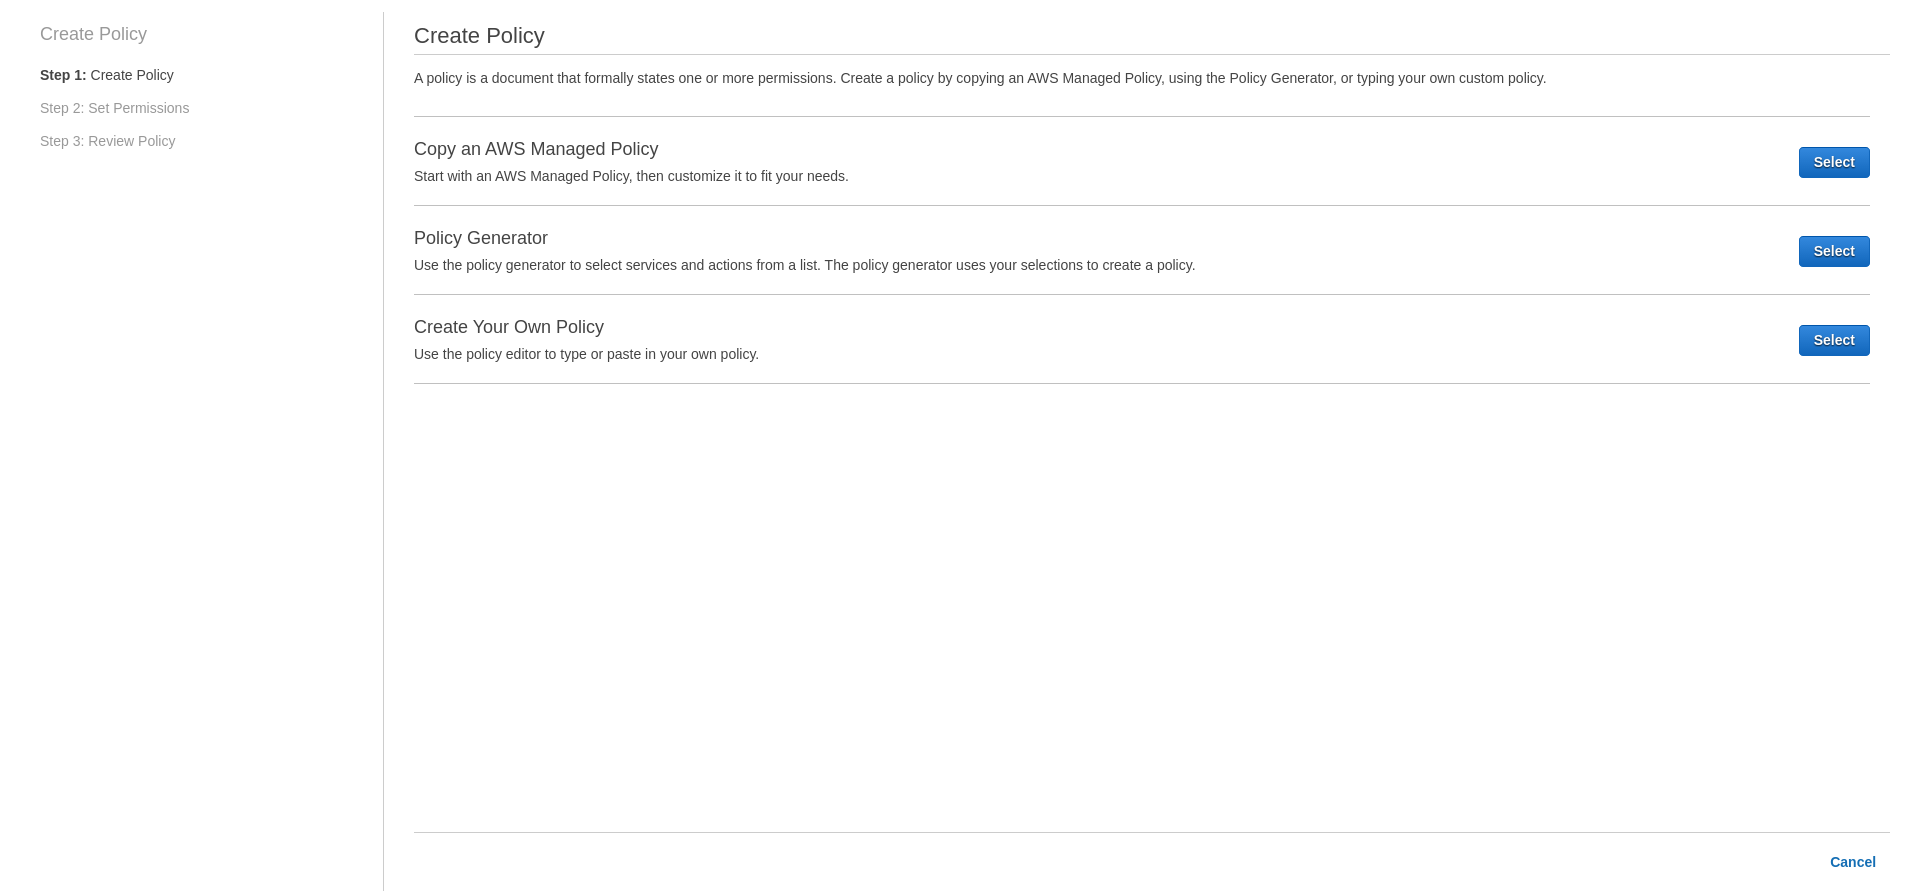 Create Policy
Step 1: Create Policy
Step 2: Set Permissions
Step 3: Review Policy
Create Policy
A policy is a document that formally states one or more permissions. Create a policy by copying an AWS Managed Policy, using the Policy Generator, or typing your own custom policy.
Copy an AWS Managed Policy
Start with an AWS Managed Policy, then customize it to fit your needs.
Select
Policy Generator
Use the policy generator to select services and actions from a list. The policy generator uses your selections to create a policy.
Select
Create Your Own Policy
Use the policy editor to type or paste in your own policy.
Select
Cancel